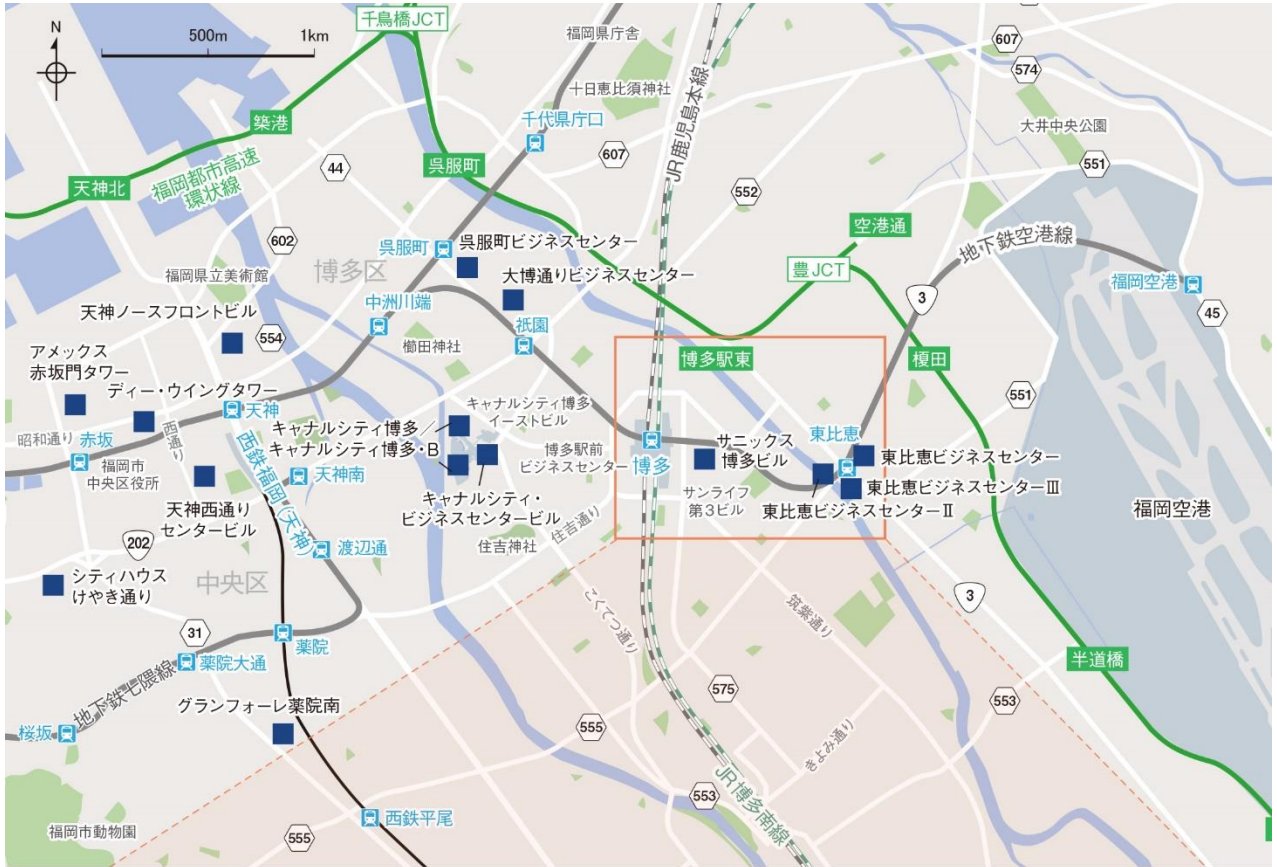 千鳥橋JCT
福岡県庁舎
607
N
500m
1km
574
十日恵比須神社
JR鹿児島本線
築港
千代県庁口
大井中央公園
607
551
44
呉服町
天神北
福岡都市高速
環状線
552
空港通
602
呉服町
呉服町ビジネスセンター
地下鉄空港線
博多区
豊JCT
福岡県立美術館
大博通りビジネスセンター
福岡空港
3
中洲川端
45
天神ノースフロントビル
祇園
554
櫛田神社
アメックス
赤坂門タワー
博多駅東
榎田
ディー・ウイングタワー
551
天神
キャナルシティ博多
イーストビル
昭和通り
赤坂
西通り
キャナルシティ博多／
キャナルシティ博多・B
東比恵
博多駅前
ビジネスセンター
博多
サニックス
博多ビル
東比恵ビジネスセンター
福岡市
中央区役所
西鉄福岡(天神)
天神南
東比恵ビジネスセンターⅢ
サンライフ
第3ビル
東比恵ビジネスセンターⅡ
天神西通り
センタービル
キャナルシティ・
ビジネスセンタービル
住吉通り
福岡空港
202
渡辺通
住吉神社
シティハウス
けやき通り
中央区
3
こくてつ通り
筑紫通り
31
薬院
薬院大通
半道橋
地下鉄七隈線
575
553
グランフォーレ薬院南
桜坂
555
きよみ通り
JR博多南線
553
西鉄平尾
福岡市動物園
555